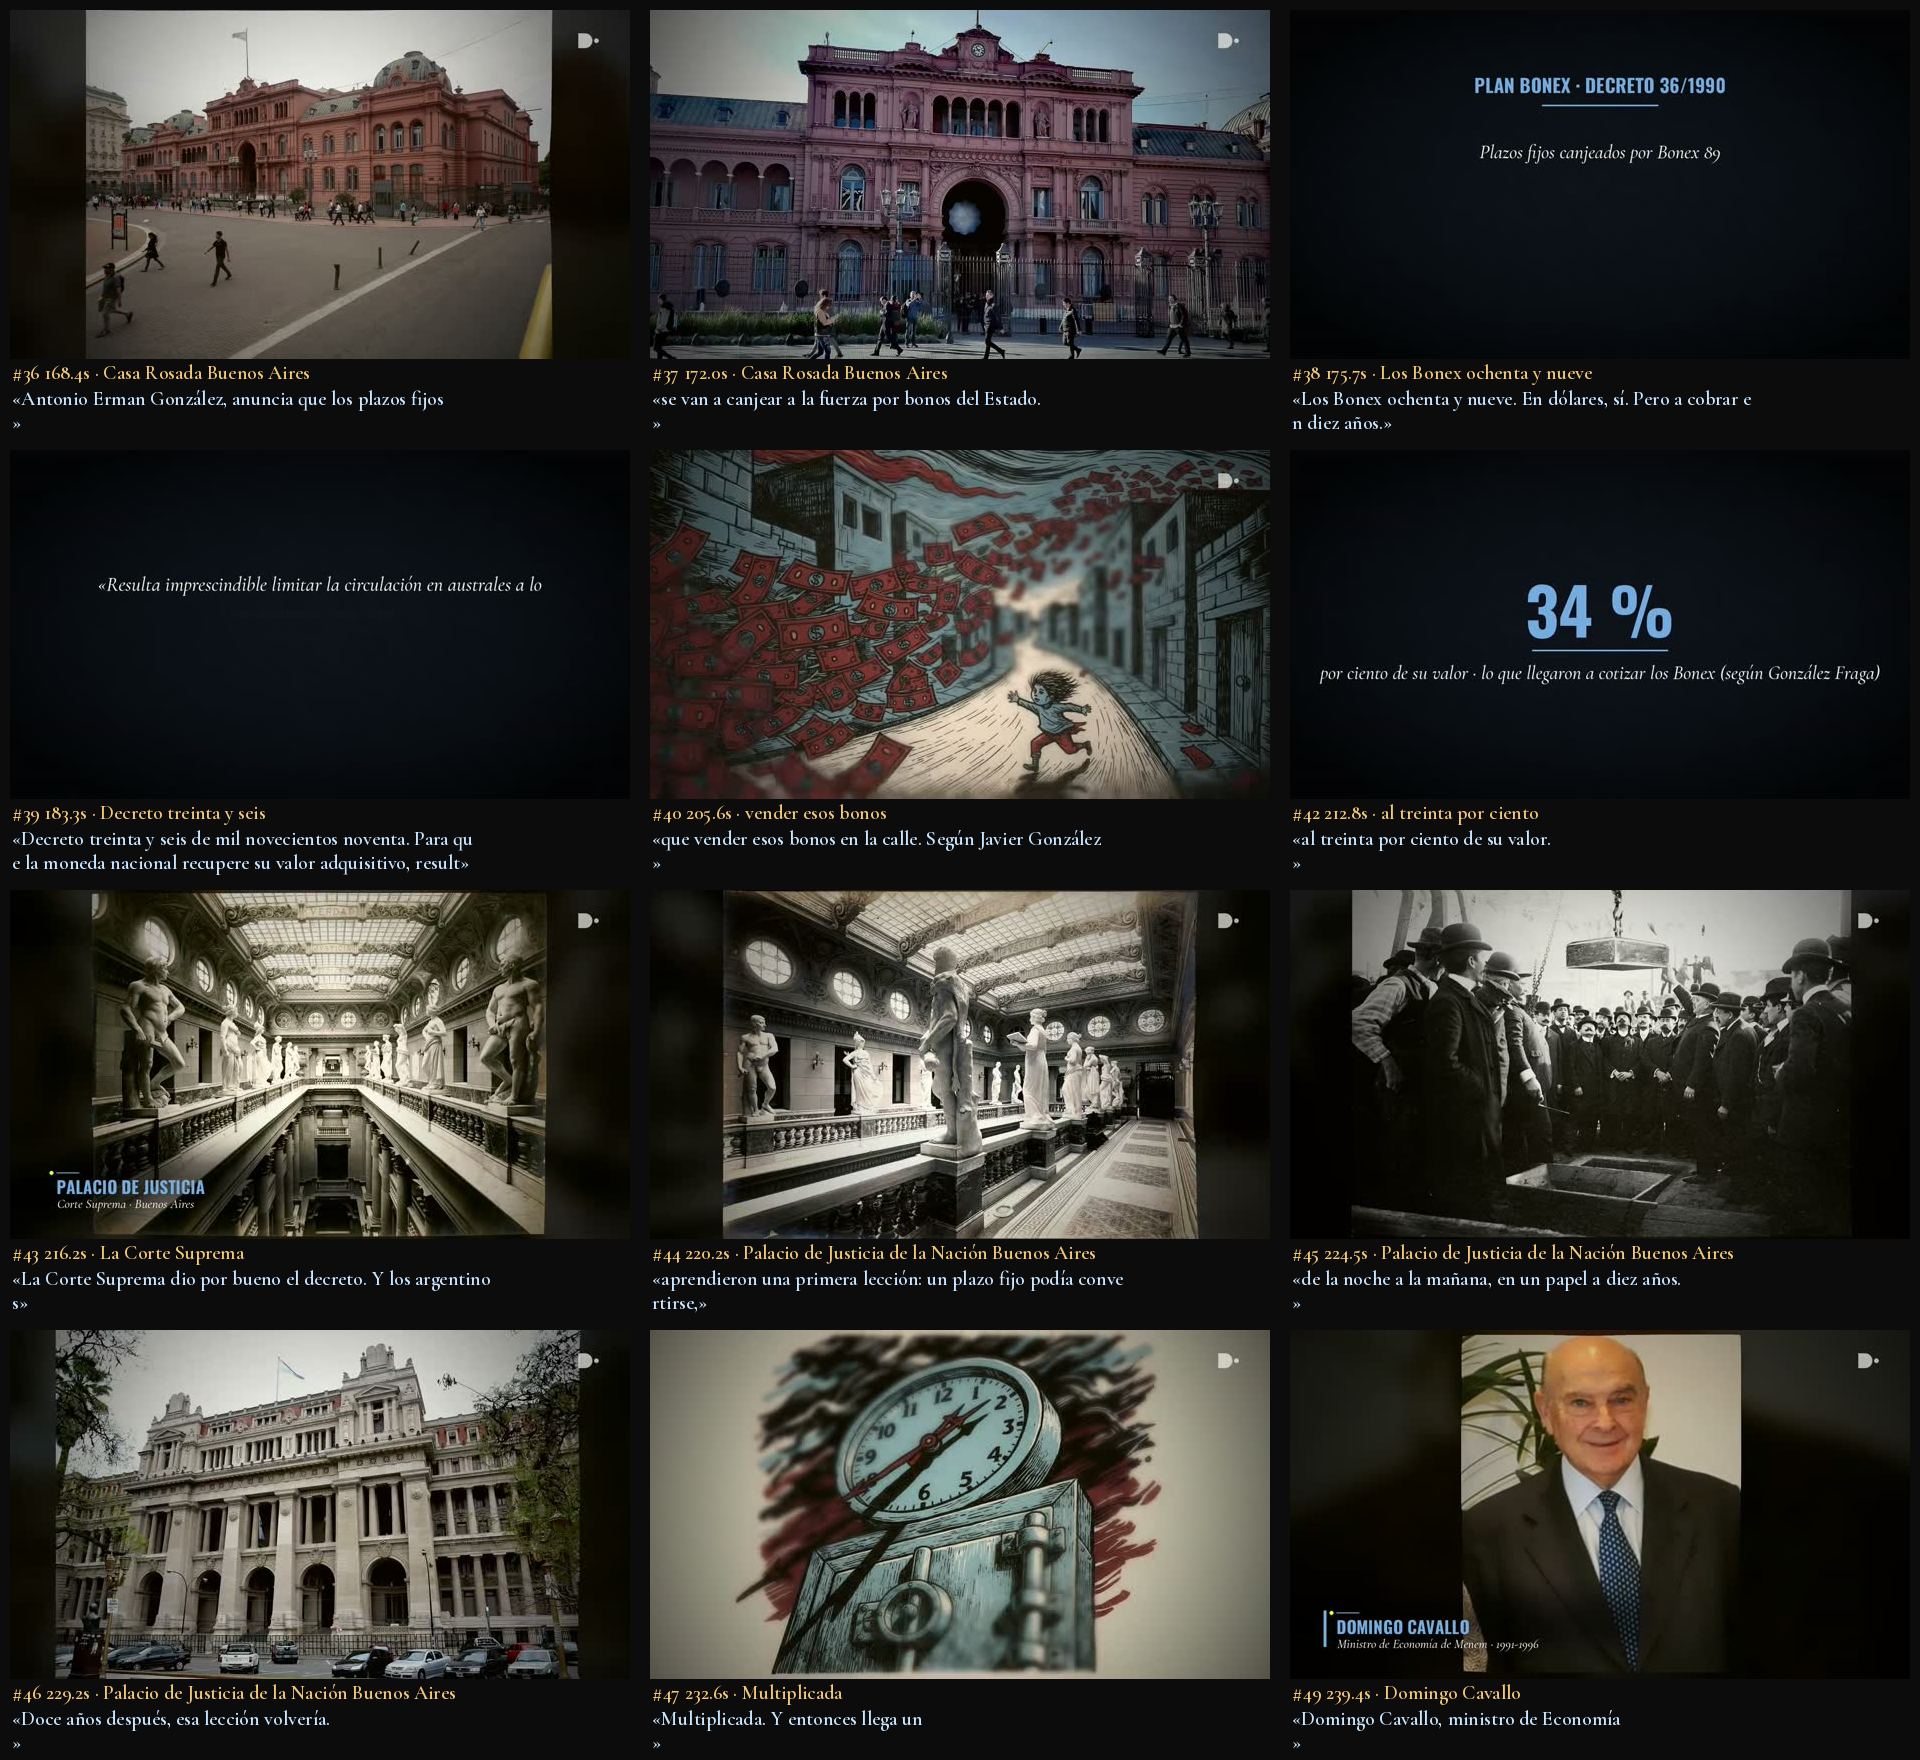 PLAN BONEX · DECRETO 36/1990
Plazos fijos canjeados por Bonex 89
#36 168.4s · Casa Rosada Buenos Aires
«Antonio Erman González, anuncia que los plazos fijos
»
#37 172.0s · Casa Rosada Buenos Aires
«se van a canjear a la fuerza por bonos del Estado.
»
#38 175.7s · Los Bonex ochenta y nueve
«Los Bonex ochenta y nueve. En dólares, sí. Pero a cobrar e
n diez años.»
«Resulta imprescindible limitar la circulación en australes a lo
34 %
por ciento de su valor · lo que llegaron a cotizar los Bonex (según González Fraga)
#39 183.3s · Decreto treinta y seis
«Decreto treinta y seis de mil novecientos noventa. Para qu
e la moneda nacional recupere su valor adquisitivo, result»
#40 205.6s · vender esos bonos
«que vender esos bonos en la calle. Según Javier González
»
#42 212.8s · al treinta por ciento
«al treinta por ciento de su valor.
»
VERDAD
PALACIO DE JUSTICIA
Corte Suprema · Buenos Aires
#43 216.2s · La Corte Suprema
«La Corte Suprema dio por bueno el decreto. Y los argentino
s»
#44 220.2s · Palacio de Justicia de la Nación Buenos Aires
«aprendieron una primera lección: un plazo fijo podía conve
rtirse,»
#45 224.5s · Palacio de Justicia de la Nación Buenos Aires
«de la noche a la mañana, en un papel a diez años.
»
11 12 1 2 3 4 5 6 9
DOMINGO CAVALLO
Ministro de Economía de Menem · 1991-1996
#46 229.2s · Palacio de Justicia de la Nación Buenos Aires
«Doce años después, esa lección volvería.
»
#47 232.6s · Multiplicada
«Multiplicada. Y entonces llega un
»
#49 239.4s · Domingo Cavallo
«Domingo Cavallo, ministro de Economía
»